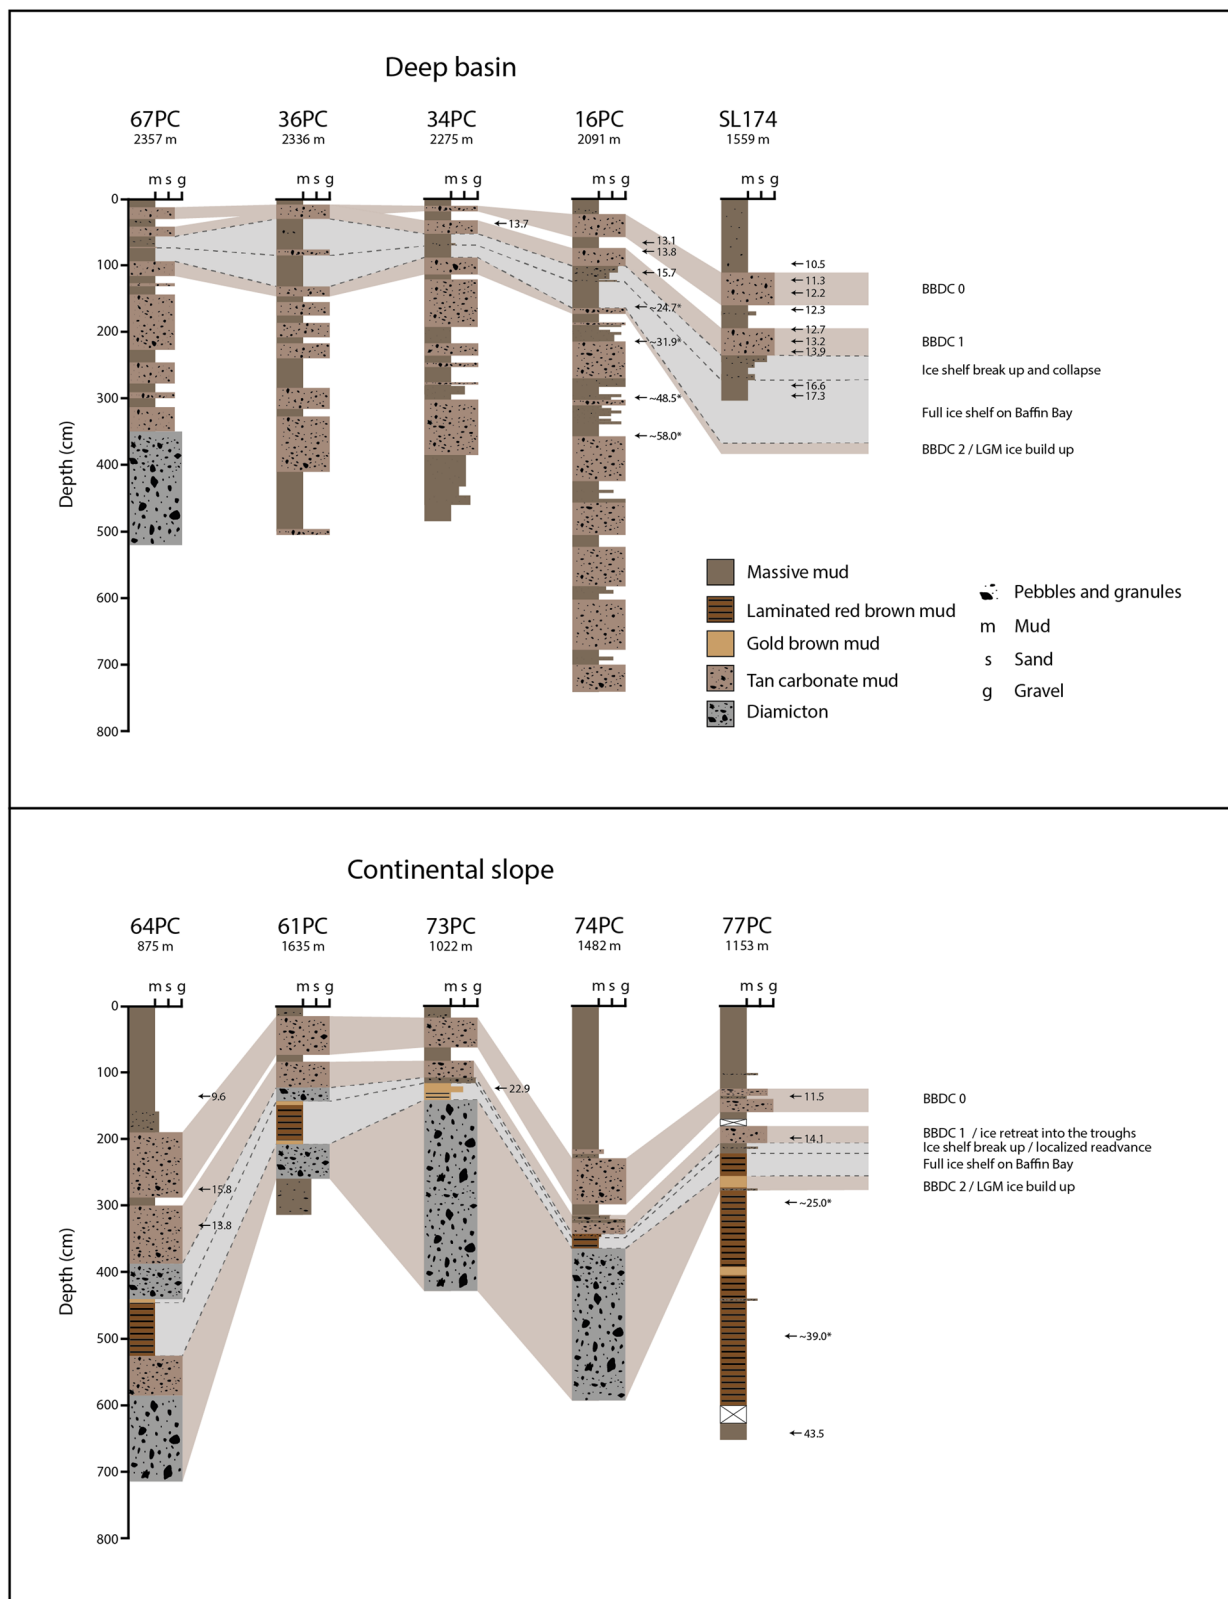 Deep basin
67PC 36PC 34PC 16PC SL174
2357 m 2336 m 2275 m 2091 m 1559 m
m s g m s g m s g m s g m s g
0
100
200
300
400
500
600
700
800
Depth (cm)
13.7
13.1
13.8
15.7
~24.7*
~31.9*
~48.5*
~58.0*
10.5
11.3
12.2
12.3
12.7
13.2
13.9
16.6
17.3
BBDC 0
BBDC 1
Ice shelf break up and collapse
Full ice shelf on Baffin Bay
BBDC 2 / LGM ice build up
Massive mud
Laminated red brown mud
Gold brown mud
Tan carbonate mud
Diamicton
Pebbles and granules
m Mud
s Sand
g Gravel
Continental slope
64PC 61PC 73PC 74PC 77PC
875 m 1635 m 1022 m 1482 m 1153 m
m s g m s g m s g m s g m s g
0
100
200
300
400
500
600
700
800
Depth (cm)
9.6
15.8
13.8
22.9
11.5
14.1
~25.0*
~39.0*
43.5
BBDC 0
BBDC 1 / ice retreat into the troughs
Ice shelf break up / localized readvance
Full ice shelf on Baffin Bay
BBDC 2 / LGM ice build up